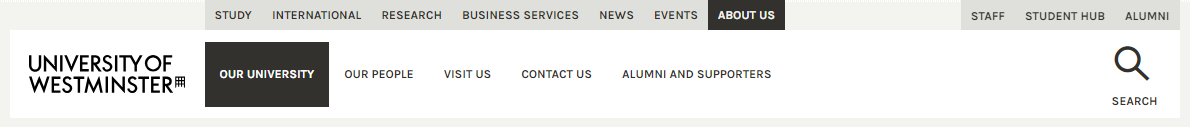 STUDY INTERNATIONAL RESEARCH BUSINESS SERVICES NEWS EVENTS ABOUT US STAFF STUDENT HUB ALUMNI
UNIVERSITY OF
WESTMINSTER
OUR UNIVERSITY OUR PEOPLE VISIT US CONTACT US ALUMNI AND SUPPORTERS
SEARCH